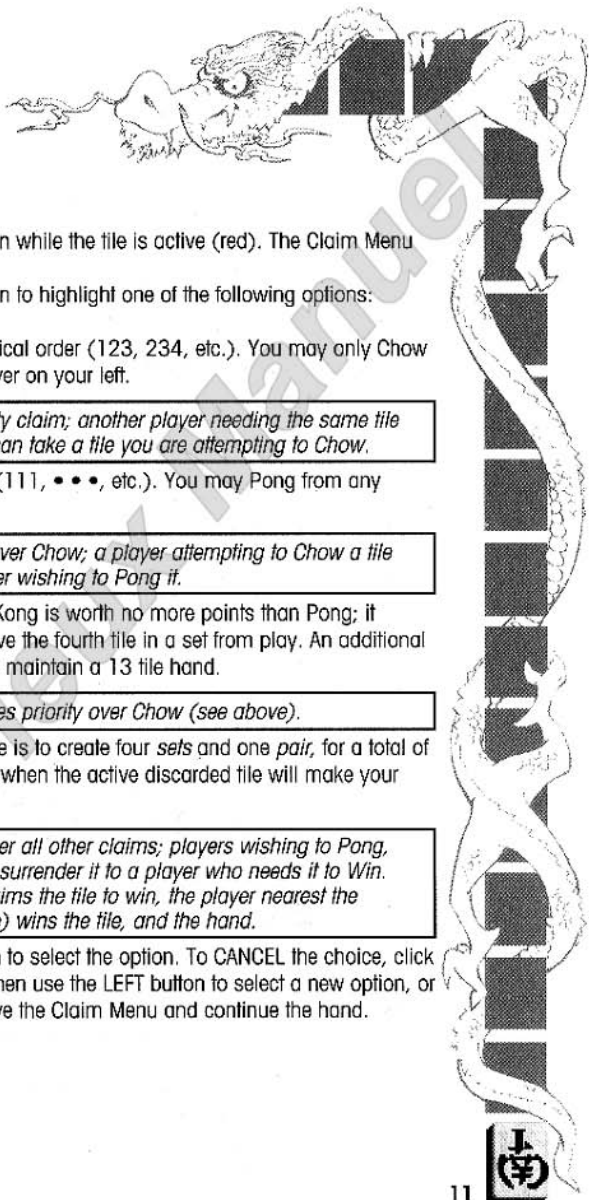 n while the tile is active (red). The Claim Menu
n to highlight one of the following options:
ical order (123, 234, etc.). You may only Chow
er on your left.
ty claim; another player needing the same tile
can take a tile you are attempting to Chow.
(111, • • •, etc.). You may Pong from any
ver Chow; a player attempting to Chow a tile
er wishing to Pong it.
Kong is worth no more points than Pong; it
ve the fourth tile in a set from play. An additional
maintain a 13 tile hand.
es priority over Chow (see above).
e is to create four sets and one pair, for a total of
when the active discarded tile will make your
er all other claims; players wishing to Pong,
surrender it to a player who needs it to Win.
ims the tile to win, the player nearest the
) wins the tile, and the hand.
n to select the option. To CANCEL the choice, click
hen use the LEFT button to select a new option, or
ve the Claim Menu and continue the hand.
ieux Manuel
11